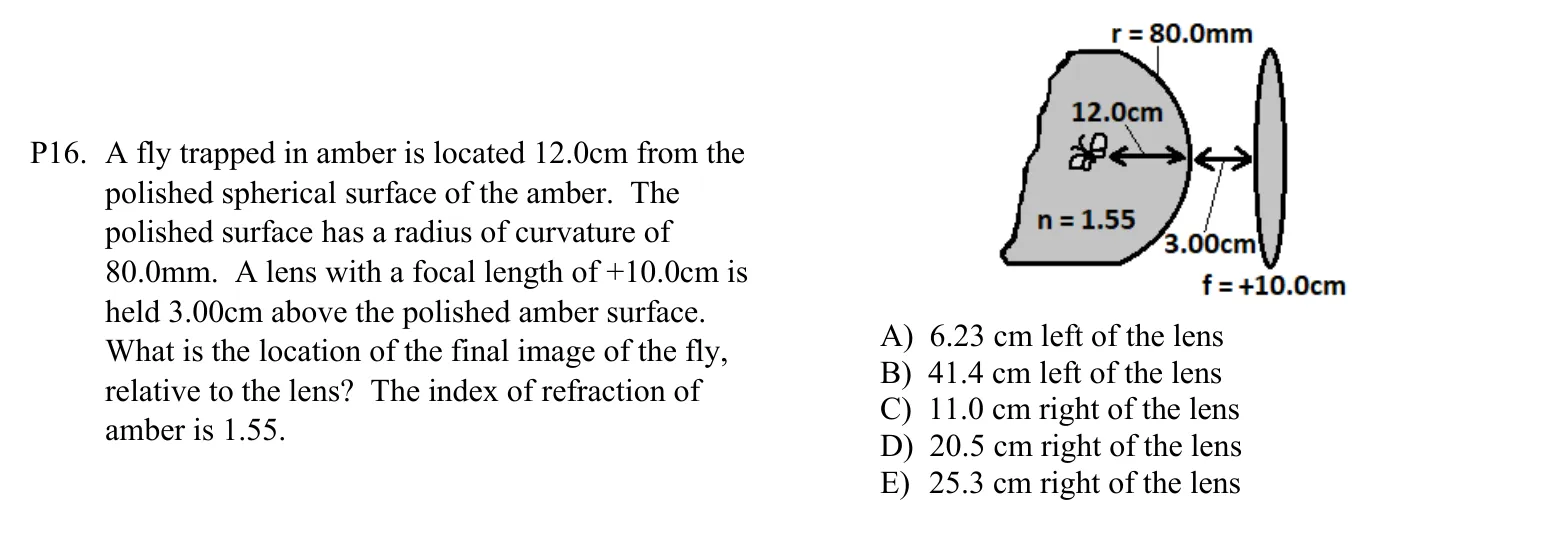 P16. A fly trapped in amber is located 12.0cm from the
polished spherical surface of the amber. The
polished surface has a radius of curvature of
80.0mm. A lens with a focal length of +10.0cm is
held 3.00cm above the polished amber surface.
What is the location of the final image of the fly,
relative to the lens? The index of refraction of
amber is 1.55.
r = 80.0mm
12.0cm
n = 1.55
3.00cm
f = +10.0cm
A) 6.23 cm left of the lens
B) 41.4 cm left of the lens
C) 11.0 cm right of the lens
D) 20.5 cm right of the lens
E) 25.3 cm right of the lens